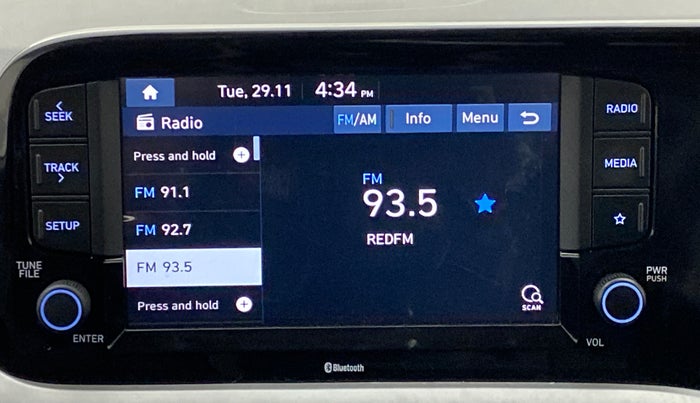 Tue, 29.11 4:34 PM
< SEEK
TRACK >
SETUP
TUNE
FILE
ENTER
Radio
FM/AM Info Menu
Press and hold
FM 91.1
FM 92.7
FM 93.5
Press and hold
FM
93.5
REDFM
SCAN
RADIO
MEDIA
PWR
PUSH
VOL
Bluetooth